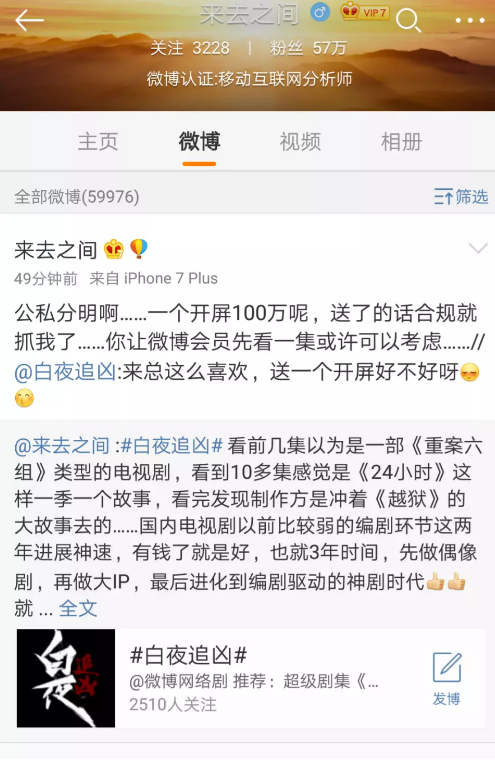 来去之间
VIP 7
关注 3228 | 粉丝 57万
微博认证:移动互联网分析师
主页 微博 视频 相册
全部微博(59976)
筛选
来去之间
49分钟前 来自 iPhone 7 Plus
公私分明啊……一个开屏100万呢，送了的话合规就
抓我了……你让微博会员先看一集或许可以考虑……//
@白夜追凶:来总这么喜欢，送一个开屏好不好呀
@来去之间 :#白夜追凶# 看前几集以为是一部《重案六
组》类型的电视剧，看到10多集感觉是《24小时》这
样一季一个故事，看完发现制作方是冲着《越狱》的
大故事去的……国内电视剧以前比较弱的编剧环节这两
年进展神速，有钱了就是好，也就3年时间，先做偶像
剧，再做大IP，最后进化到编剧驱动的神剧时代
就 ... 全文
白夜
追凶
#白夜追凶#
@微博网络剧 推荐：超级剧集《...
2510人关注
发博